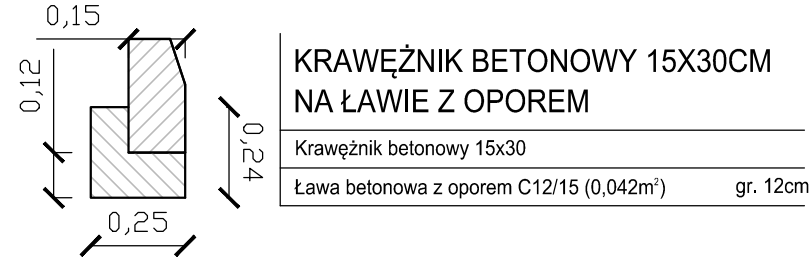 0,15
0,12
0,24
0,25
KRAWĘŻNIK BETONOWY 15X30CM
NA ŁAWIE Z OPOREM
Krawężnik betonowy 15x30
Ława betonowa z oporem C12/15 (0,042m²) gr. 12cm